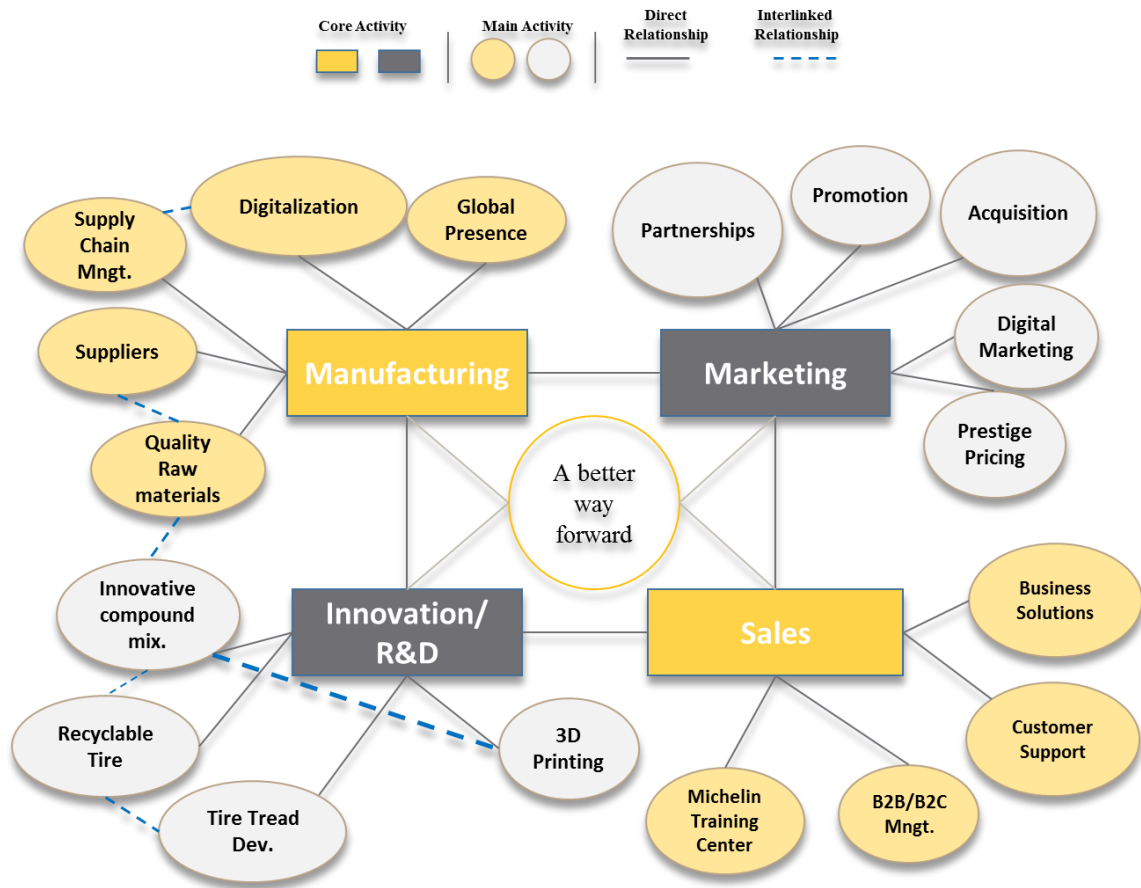 Core Activity
Main Activity
Direct
Relationship
Interlinked
Relationship
Supply
Chain
Mngt.
Digitalization
Global
Presence
Partnerships
Promotion
Acquisition
Suppliers
Manufacturing
Marketing
Digital
Marketing
Quality
Raw
materials
Prestige
Pricing
A better
way
forward
Innovative
compound
mix.
Innovation/
R&D
Sales
Business
Solutions
Recyclable
Tire
3D
Printing
Customer
Support
Tire Tread
Dev.
Michelin
Training
Center
B2B/B2C
Mngt.